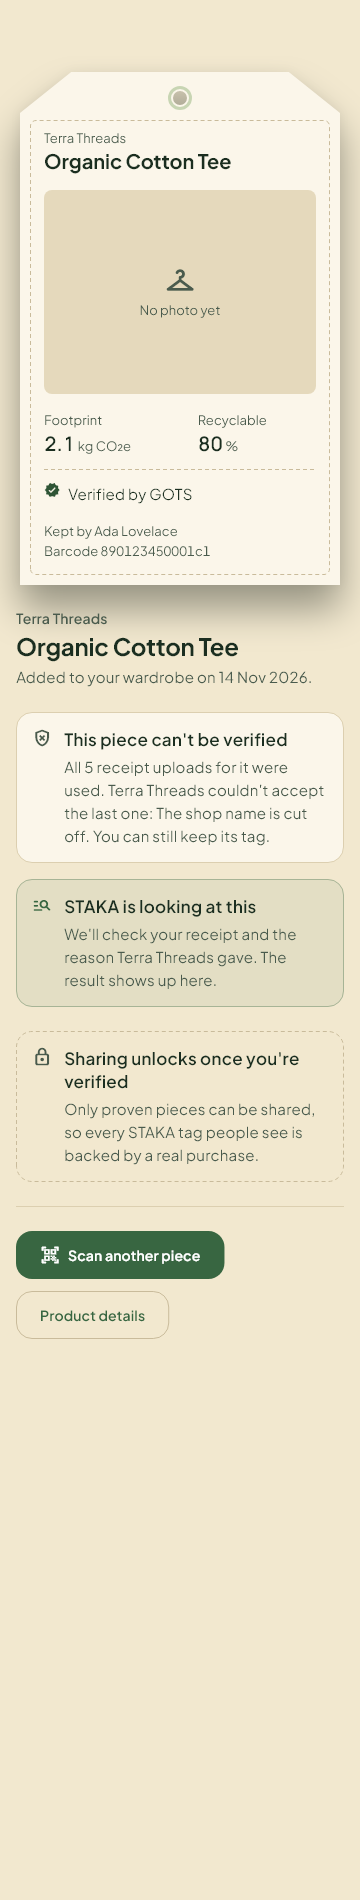 Terra Threads
Organic Cotton Tee
No photo yet
Footprint
2.1 kg CO₂e
Recyclable
80 %
Verified by GOTS
Kept by Ada Lovelace
Barcode 890123450001c1
Terra Threads
Organic Cotton Tee
Added to your wardrobe on 14 Nov 2026.
This piece can't be verified
All 5 receipt uploads for it were
used. Terra Threads couldn't accept
the last one: The shop name is cut
off. You can still keep its tag.
STAKA is looking at this
We'll check your receipt and the
reason Terra Threads gave. The
result shows up here.
Sharing unlocks once you're
verified
Only proven pieces can be shared,
so every STAKA tag people see is
backed by a real purchase.
Scan another piece
Product details